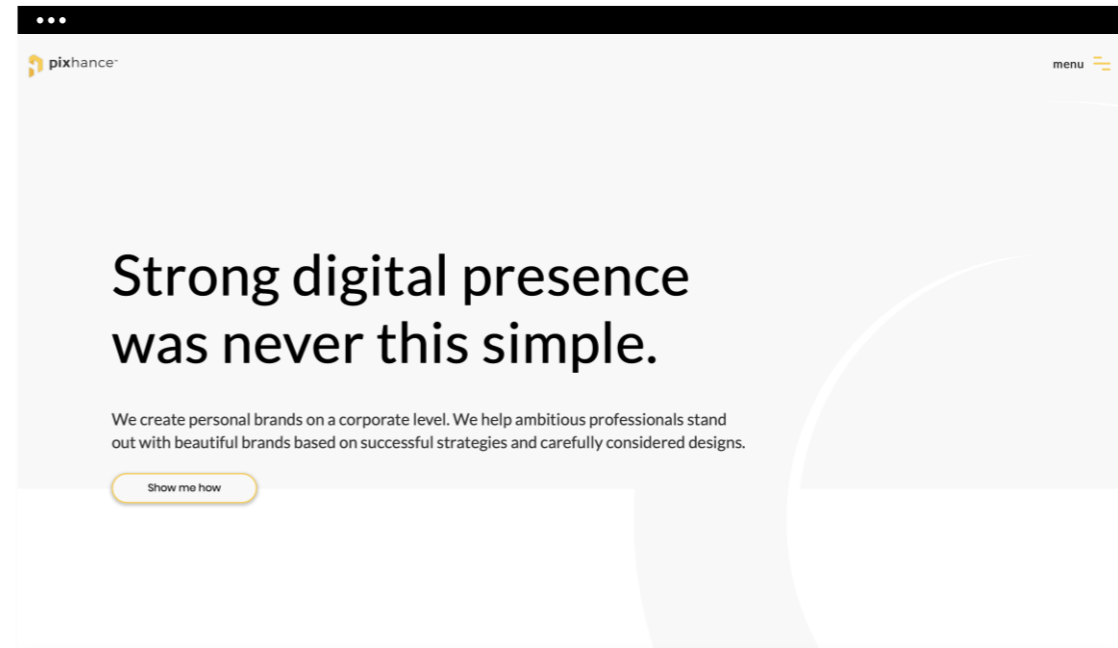 pixhance™
menu
Strong digital presence
was never this simple.
We create personal brands on a corporate level. We help ambitious professionals stand
out with beautiful brands based on successful strategies and carefully considered designs.
Show me how